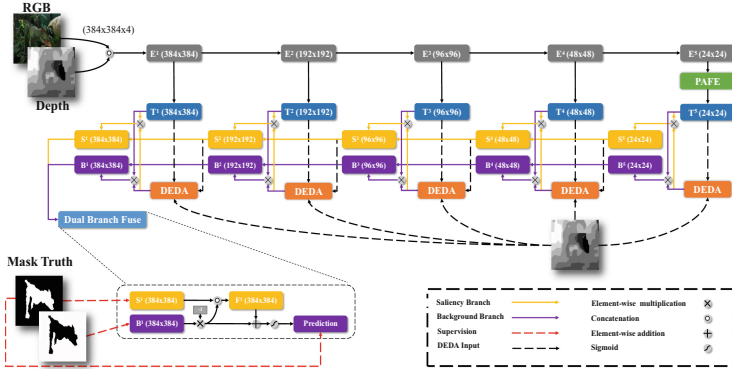 RGB
(384x384x4)
Depth
E¹ (384x384)
E² (192x192)
E³ (96x96)
E⁴ (48x48)
E⁵ (24x24)
PAFE
T¹ (384x384)
T² (192x192)
T³ (96x96)
T⁴ (48x48)
T⁵ (24x24)
S¹ (384x384)
S² (192x192)
S³ (96x96)
S⁴ (48x48)
S⁵ (24x24)
B¹ (384x384)
B² (192x192)
B³ (96x96)
B⁴ (48x48)
B⁵ (24x24)
DEDA
DEDA
DEDA
DEDA
DEDA
Dual Branch Fuse
Mask Truth
S¹ (384x384)
F¹ (384x384)
B¹ (384x384)
Prediction
Saliency Branch
Element-wise multiplication
Background Branch
Concatenation
Supervision
Element-wise addition
DEDA Input
Sigmoid